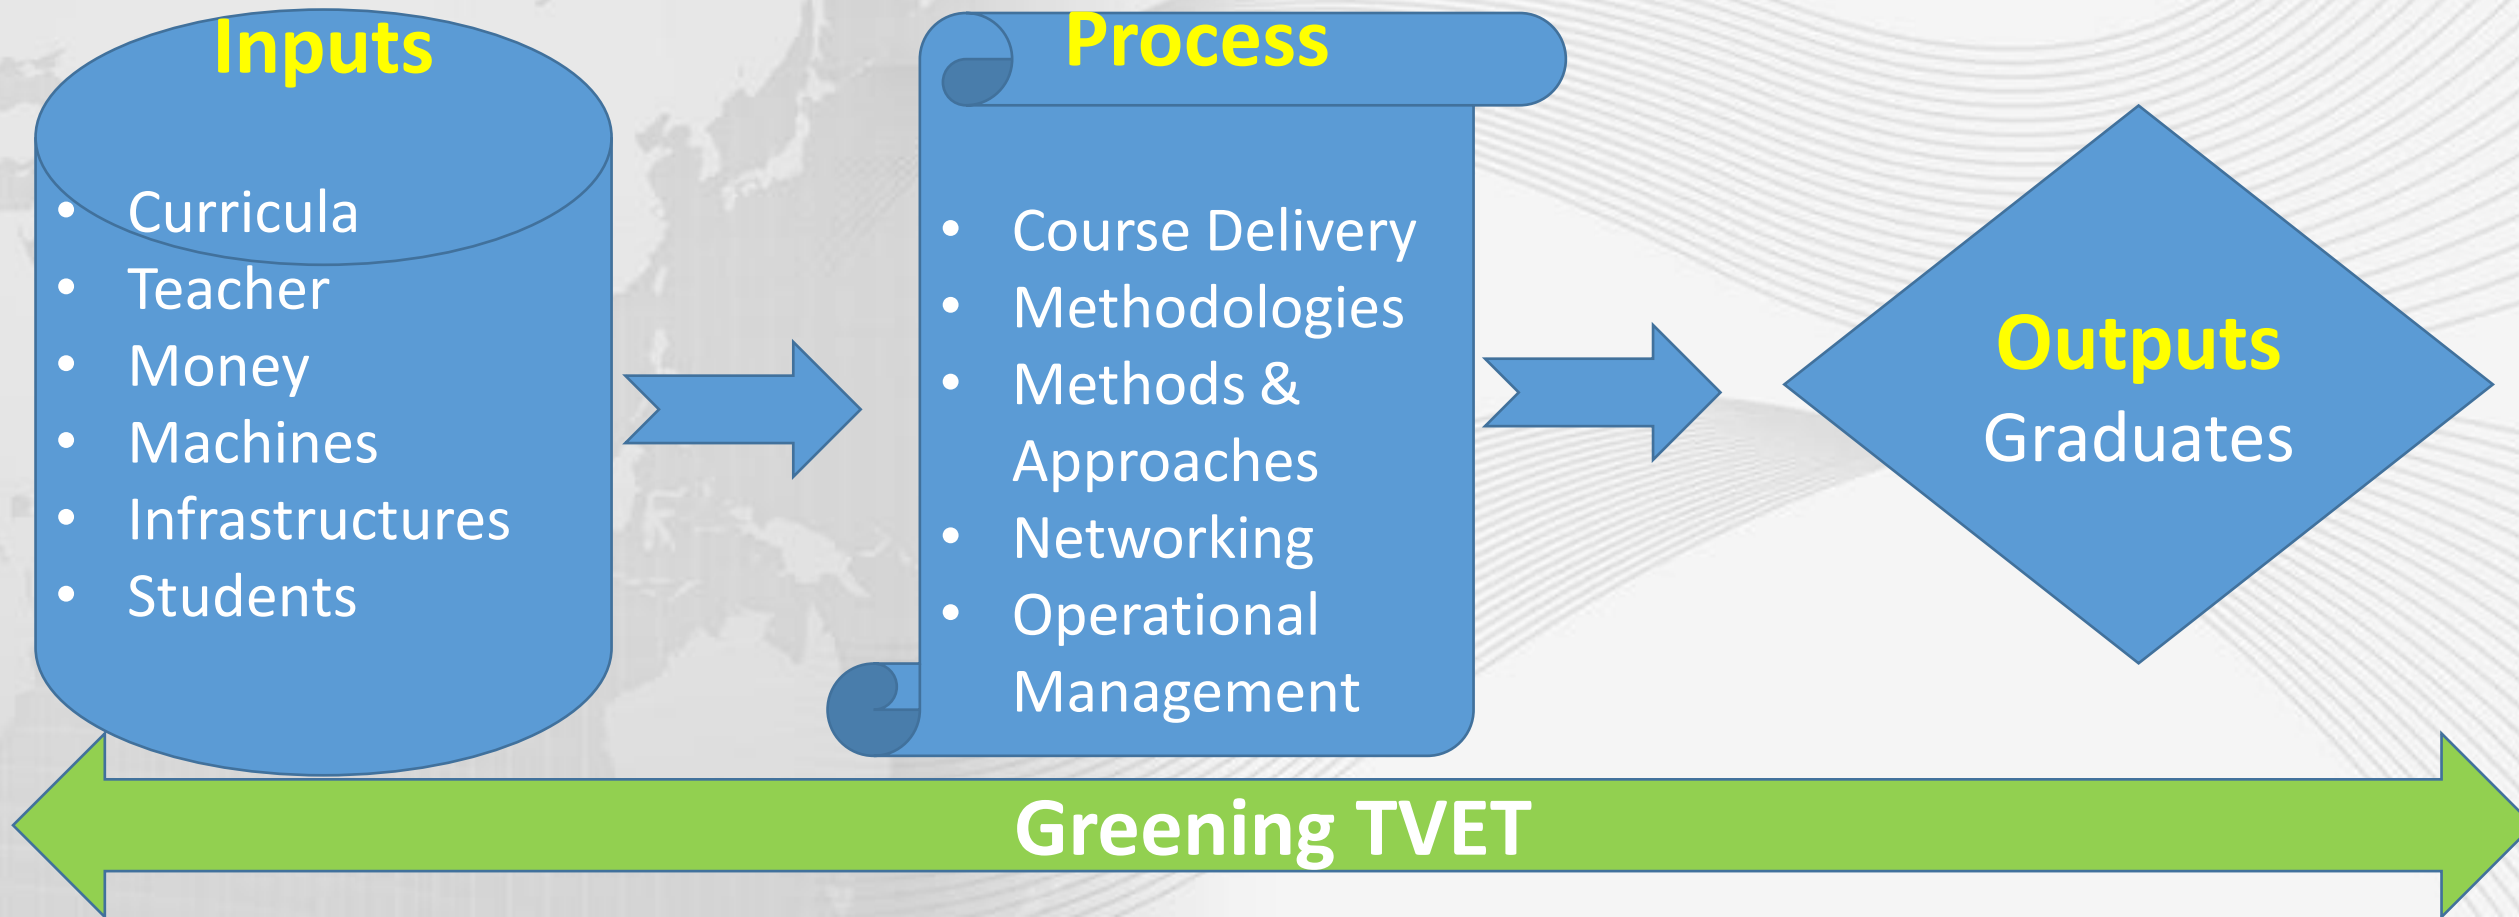 Inputs
• Curricula
• Teacher
• Money
• Machines
• Infrastructures
• Students
Process
• Course Delivery
• Methodologies
• Methods &
Approaches
• Networking
• Operational
Management
Outputs
Graduates
Greening TVET